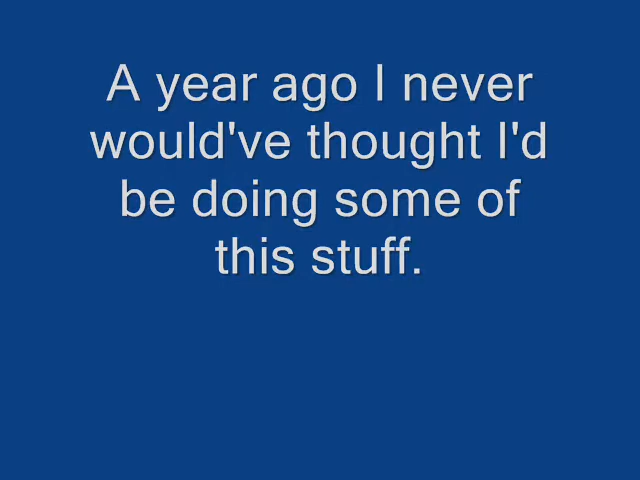 A year ago I never
would've thought I'd
be doing some of
this stuff.